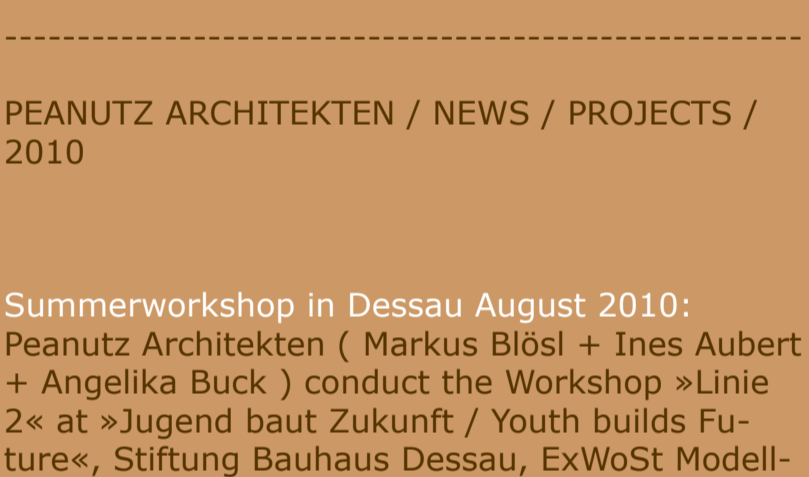 -------------------------------------------------------
PEANUTZ ARCHITEKTEN / NEWS / PROJECTS /
2010
Summerworkshop in Dessau August 2010:
Peanutz Architekten ( Markus Blösl + Ines Aubert
+ Angelika Buck ) conduct the Workshop »Linie
2« at »Jugend baut Zukunft / Youth builds Fu-
ture«, Stiftung Bauhaus Dessau, ExWoSt Modell-